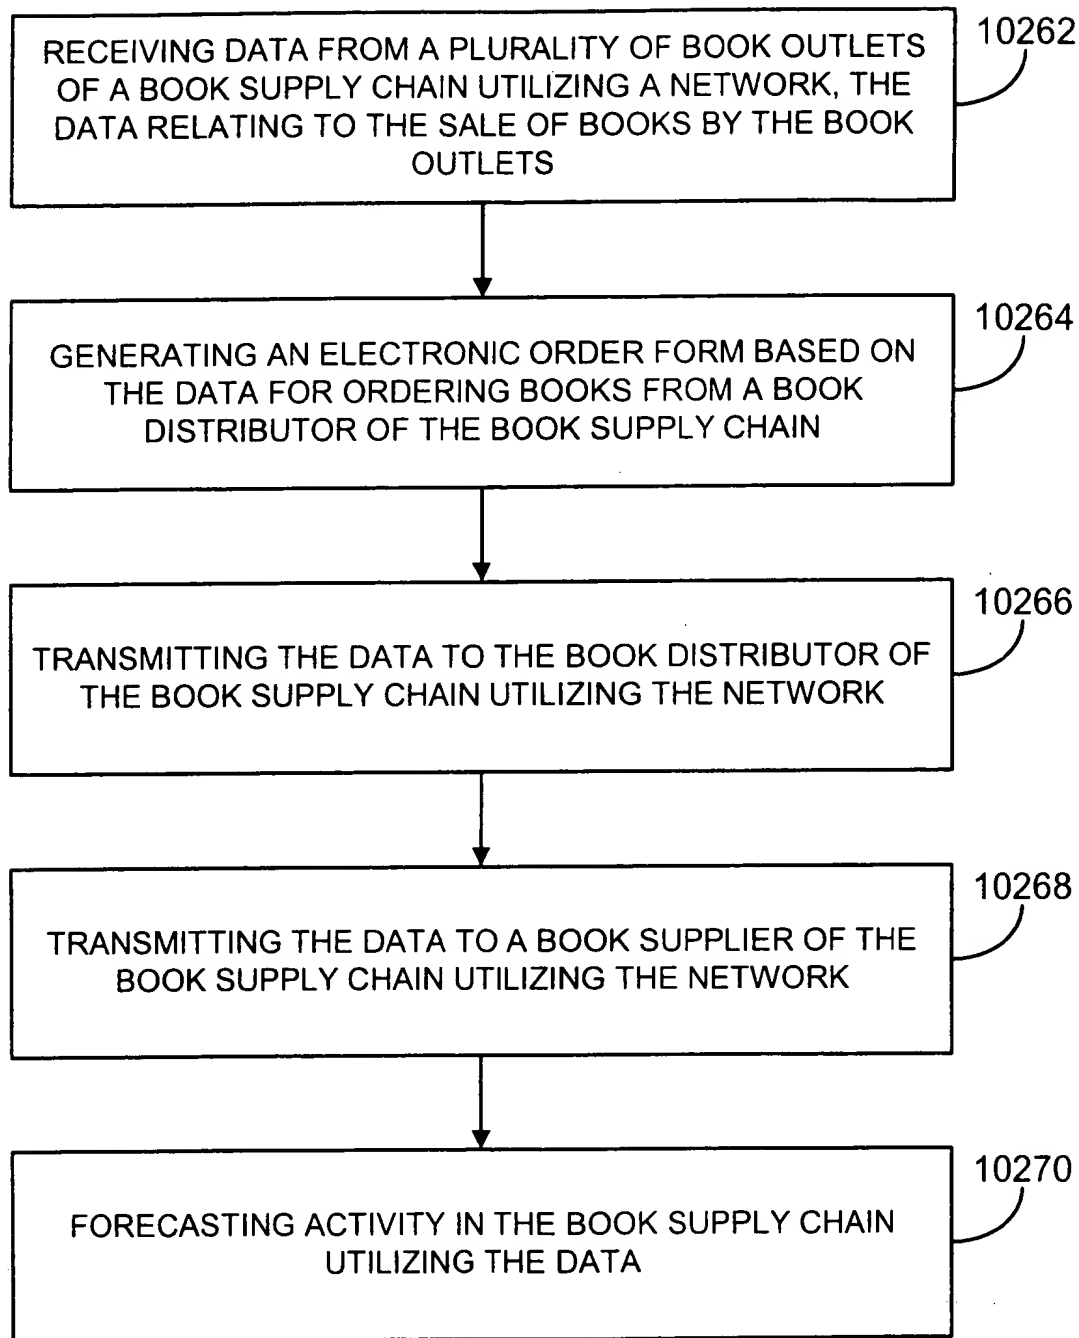 RECEIVING DATA FROM A PLURALITY OF BOOK OUTLETS
OF A BOOK SUPPLY CHAIN UTILIZING A NETWORK, THE
DATA RELATING TO THE SALE OF BOOKS BY THE BOOK
OUTLETS
10262
GENERATING AN ELECTRONIC ORDER FORM BASED ON
THE DATA FOR ORDERING BOOKS FROM A BOOK
DISTRIBUTOR OF THE BOOK SUPPLY CHAIN
10264
TRANSMITTING THE DATA TO THE BOOK DISTRIBUTOR OF
THE BOOK SUPPLY CHAIN UTILIZING THE NETWORK
10266
TRANSMITTING THE DATA TO A BOOK SUPPLIER OF THE
BOOK SUPPLY CHAIN UTILIZING THE NETWORK
10268
FORECASTING ACTIVITY IN THE BOOK SUPPLY CHAIN
UTILIZING THE DATA
10270